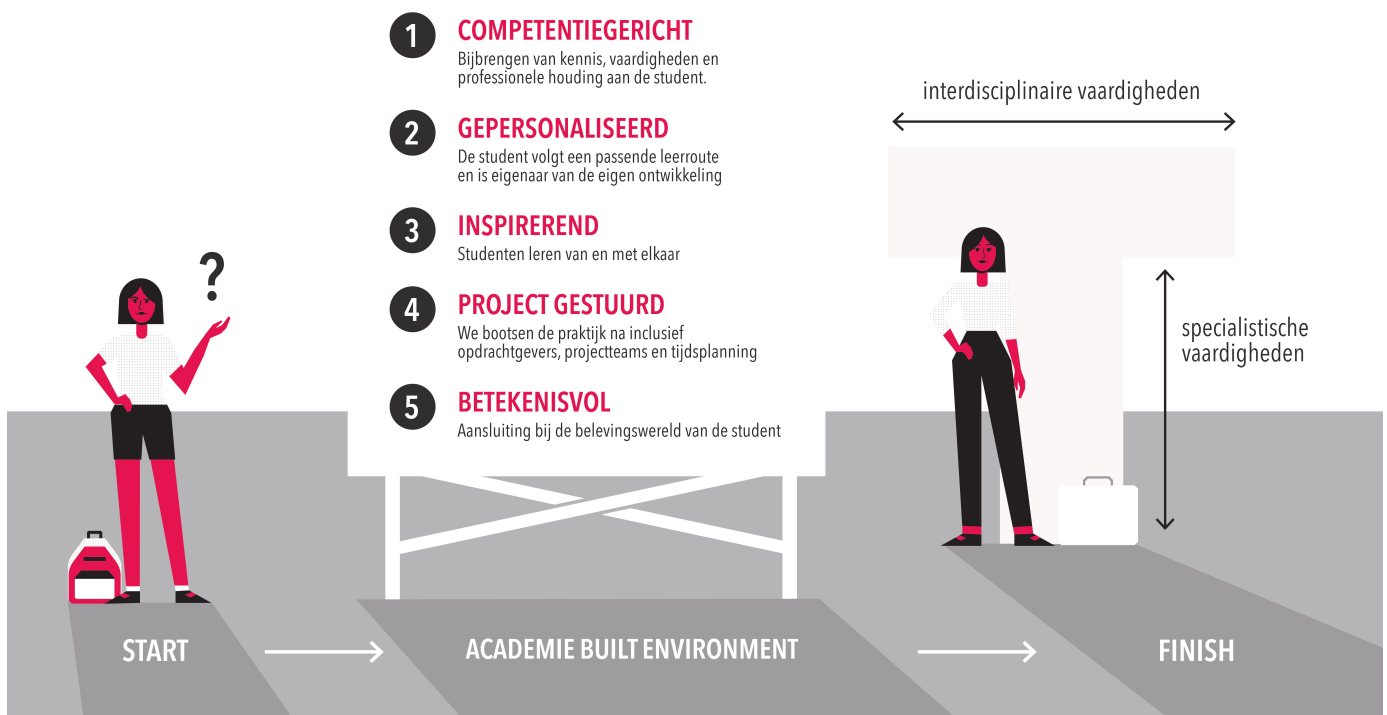 1 COMPETENTIEGERICHT
Bijbrengen van kennis, vaardigheden en
professionele houding aan de student.
2 GEPERSONALISEERD
De student volgt een passende leerroute
en is eigenaar van de eigen ontwikkeling
3 INSPIREREND
Studenten leren van en met elkaar
4 PROJECT GESTUURD
We bootsen de praktijk na inclusief
opdrachtgevers, projectteams en tijdsplanning
5 BETEKENISVOL
Aansluiting bij de belevingswereld van de student
interdisciplinaire vaardigheden
specialistische
vaardigheden
?
START
ACADEMIE BUILT ENVIRONMENT
FINISH